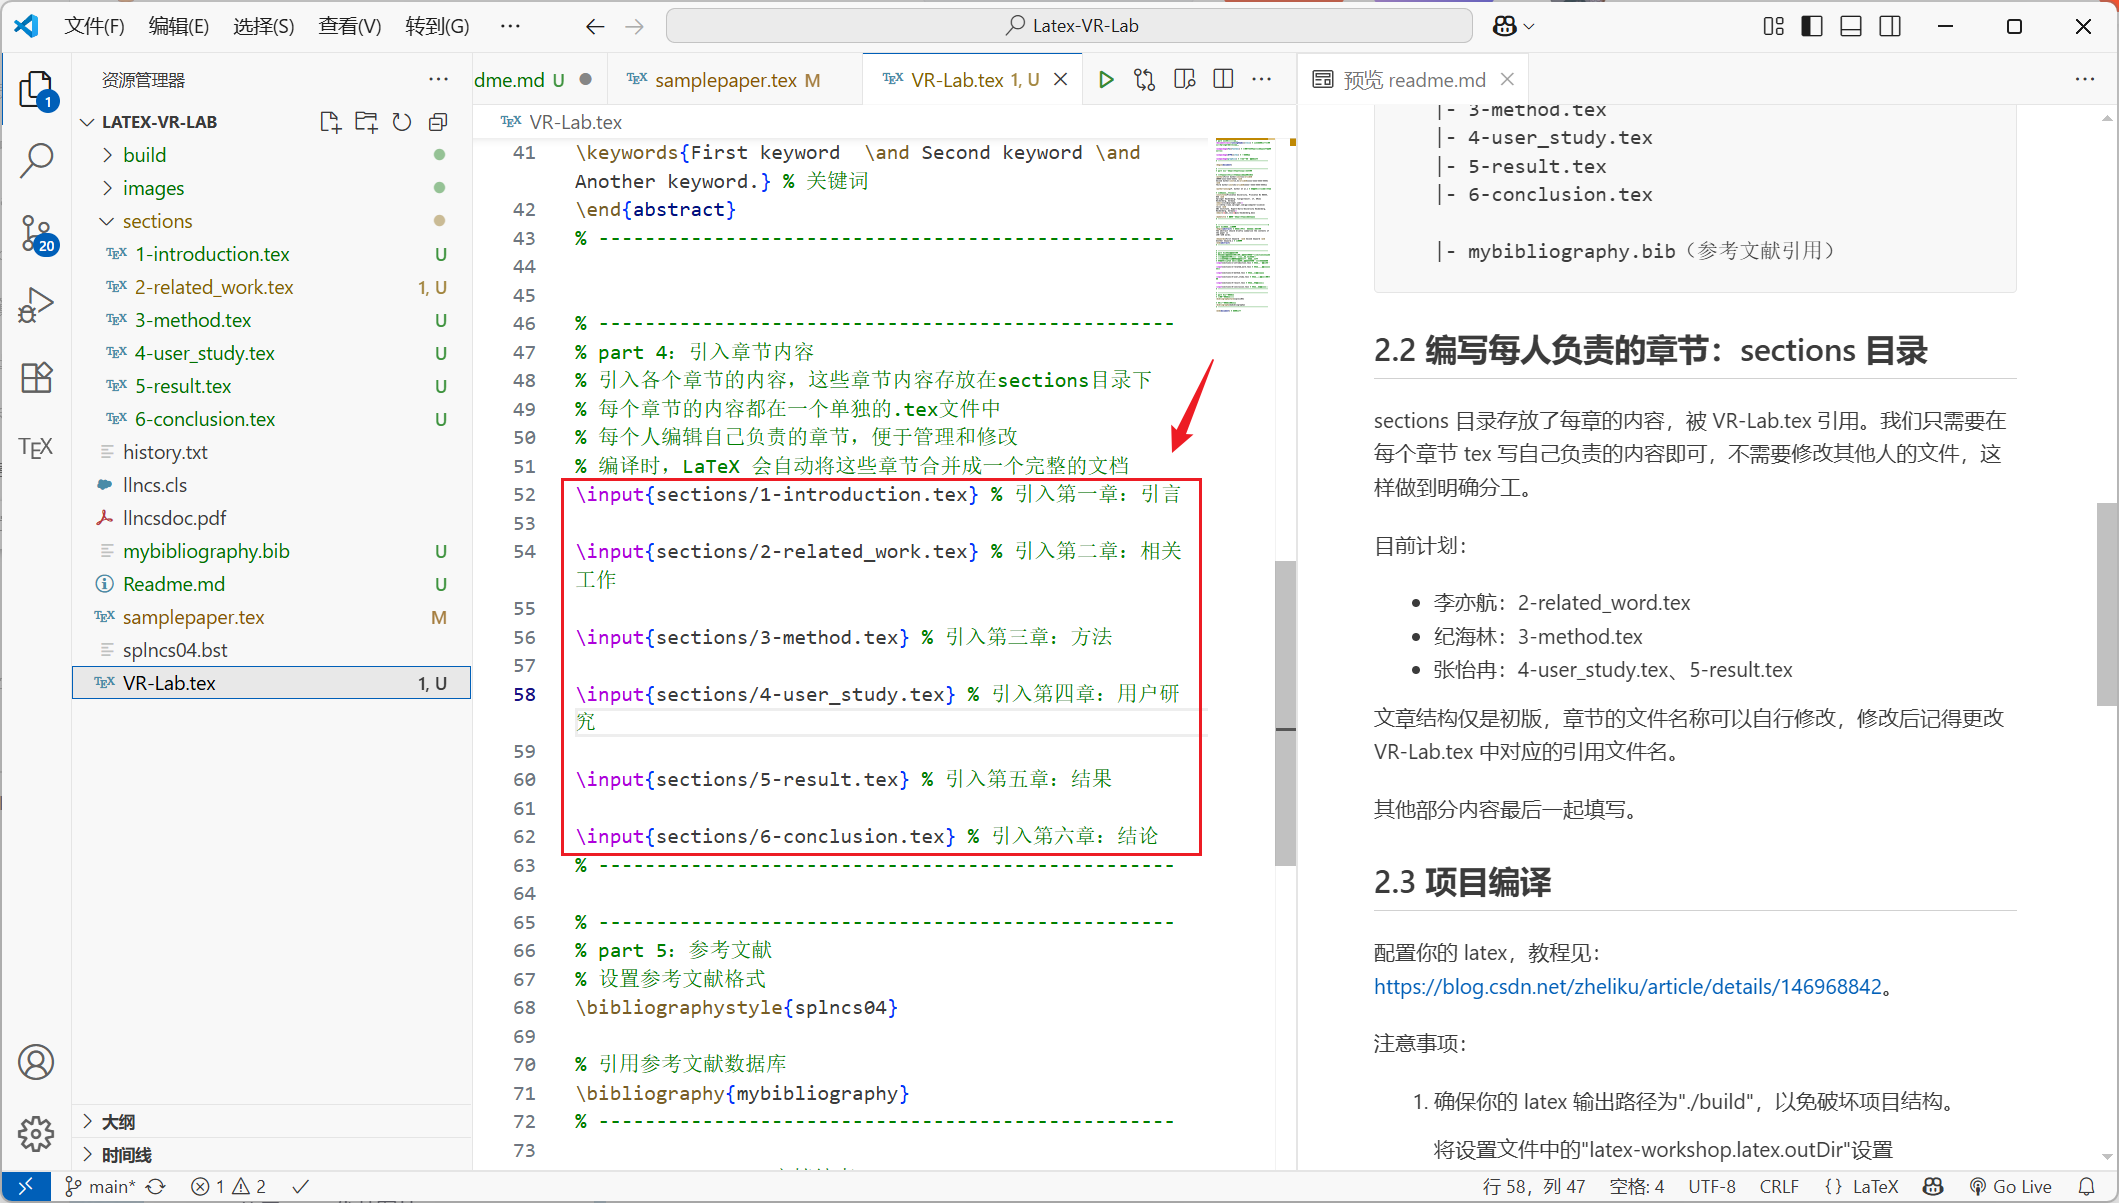 文件(F) 编辑(E) 选择(S) 查看(V) 转到(G) ··· Latex-VR-Lab
资源管理器
LATEX-VR-LAB
build
images
sections
1-introduction.tex U
2-related_work.tex 1, U
3-method.tex U
4-user_study.tex U
5-result.tex U
6-conclusion.tex U
history.txt
llncs.cls
llncsdoc.pdf
mybibliography.bib U
Readme.md U
samplepaper.tex M
splncs04.bst
VR-Lab.tex 1, U
大纲
时间线
1
20
TEX
dme.md U samplepaper.tex M VR-Lab.tex 1, U
VR-Lab.tex
41 \keywords{First keyword \and Second keyword \and
Another keyword.} % 关键词
42 \end{abstract}
43 % --------------------------------------------------
44
45
46 % --------------------------------------------------
47 % part 4：引入章节内容
48 % 引入各个章节的内容，这些章节内容存放在sections目录下
49 % 每个章节的内容都在一个单独的.tex文件中
50 % 每个人编辑自己负责的章节，便于管理和修改
51 % 编译时，LaTeX 会自动将这些章节合并成一个完整的文档
52 \input{sections/1-introduction.tex} % 引入第一章：引言
53
54 \input{sections/2-related_work.tex} % 引入第二章：相关
工作
55
56 \input{sections/3-method.tex} % 引入第三章：方法
57
58 \input{sections/4-user_study.tex} % 引入第四章：用户研
究
59
60 \input{sections/5-result.tex} % 引入第五章：结果
61
62 \input{sections/6-conclusion.tex} % 引入第六章：结论
63 % --------------------------------------------------
64
65 % --------------------------------------------------
66 % part 5：参考文献
67 % 设置参考文献格式
68 \bibliographystyle{splncs04}
69
70 % 引用参考文献数据库
71 \bibliography{mybibliography}
72 % --------------------------------------------------
73
预览 readme.md
|- 3-method.tex
|- 4-user_study.tex
|- 5-result.tex
|- 6-conclusion.tex
|- mybibliography.bib（参考文献引用）
2.2 编写每人负责的章节：sections 目录
sections 目录存放了每章的内容，被 VR-Lab.tex 引用。我们只需要在
每个章节 tex 写自己负责的内容即可，不需要修改其他人的文件，这
样做到明确分工。
目前计划：
• 李亦航：2-related_word.tex
• 纪海林：3-method.tex
• 张怡冉：4-user_study.tex、5-result.tex
文章结构仅是初版，章节的文件名称可以自行修改，修改后记得更改
VR-Lab.tex 中对应的引用文件名。
其他部分内容最后一起填写。
2.3 项目编译
配置你的 latex，教程见：
https://blog.csdn.net/zheliku/article/details/146968842。
注意事项：
1. 确保你的 latex 输出路径为"./build"，以免破坏项目结构。
将设置文件中的"latex-workshop.latex.outDir"设置
main* 1 2 行 58，列 47 空格: 4 UTF-8 CRLF {} LaTeX Go Live